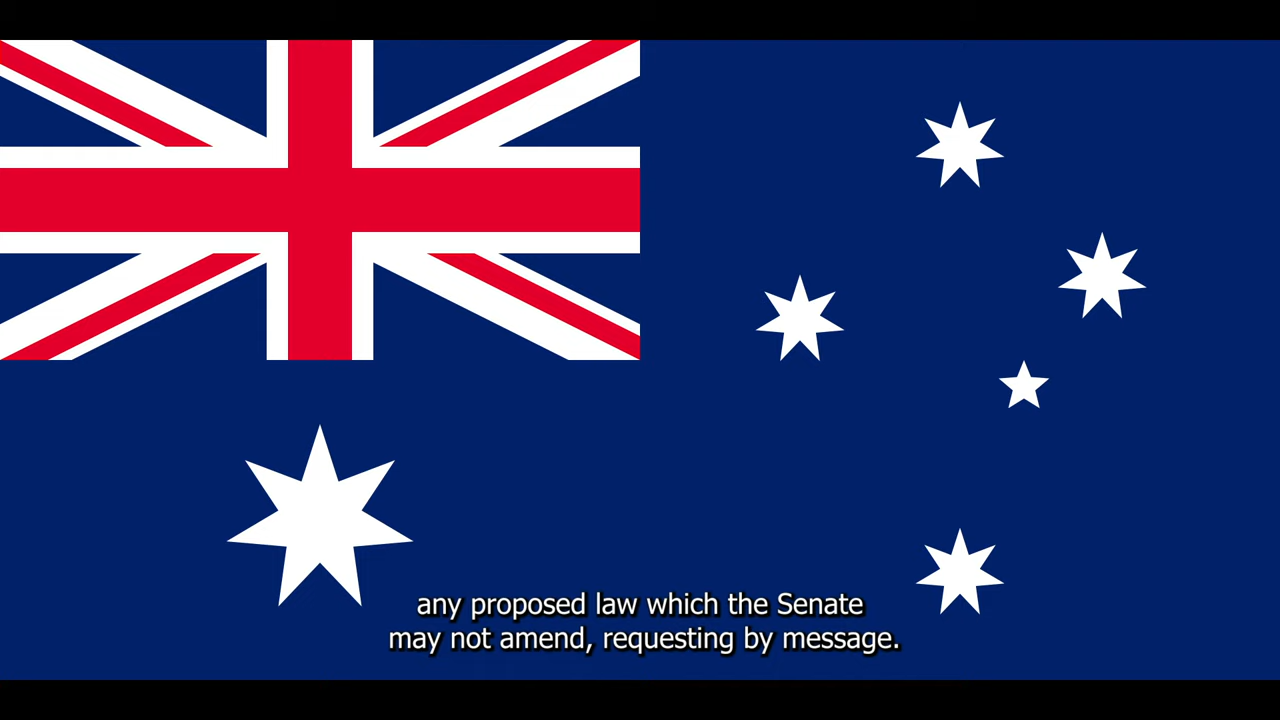 any proposed law which the Senate
may not amend, requesting by message.